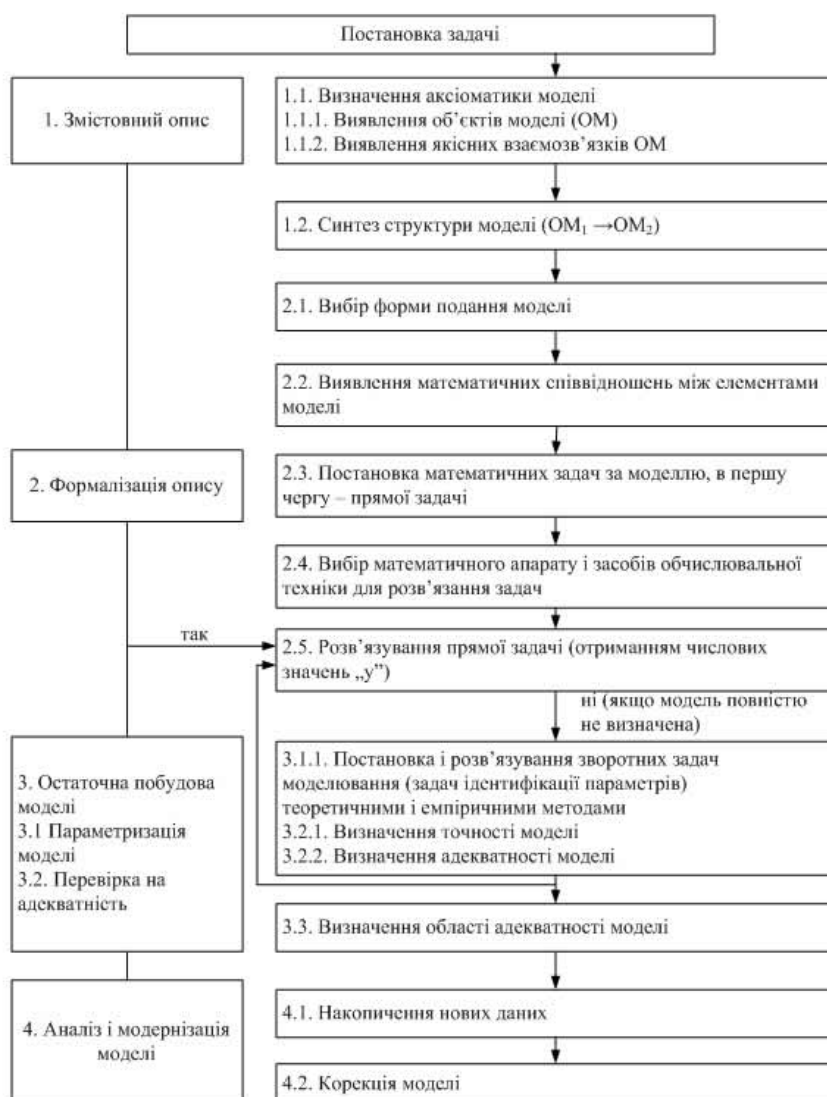 Постановка задачі
1. Змістовний опис
1.1. Визначення аксіоматики моделі
1.1.1. Виявлення об’єктів моделі (ОМ)
1.1.2. Виявлення якісних взаємозв’язків ОМ
1.2. Синтез структури моделі (ОМ₁ →ОМ₂)
2.1. Вибір форми подання моделі
2.2. Виявлення математичних співвідношень між елементами
моделі
2. Формалізація опису
2.3. Постановка математичних задач за моделлю, в першу
чергу – прямої задачі
2.4. Вибір математичного апарату і засобів обчислювальної
техніки для розв’язання задач
так
2.5. Розв’язування прямої задачі (отриманням числових
значень „у”)
ні (якщо модель повністю
не визначена)
3. Остаточна побудова
моделі
3.1 Параметризація
моделі
3.2. Перевірка на
адекватність
3.1.1. Постановка і розв’язування зворотних задач
моделювання (задач ідентифікації параметрів)
теоретичними і емпіричними методами
3.2.1. Визначення точності моделі
3.2.2. Визначення адекватності моделі
3.3. Визначення області адекватності моделі
4. Аналіз і модернізація
моделі
4.1. Накопичення нових даних
4.2. Корекція моделі